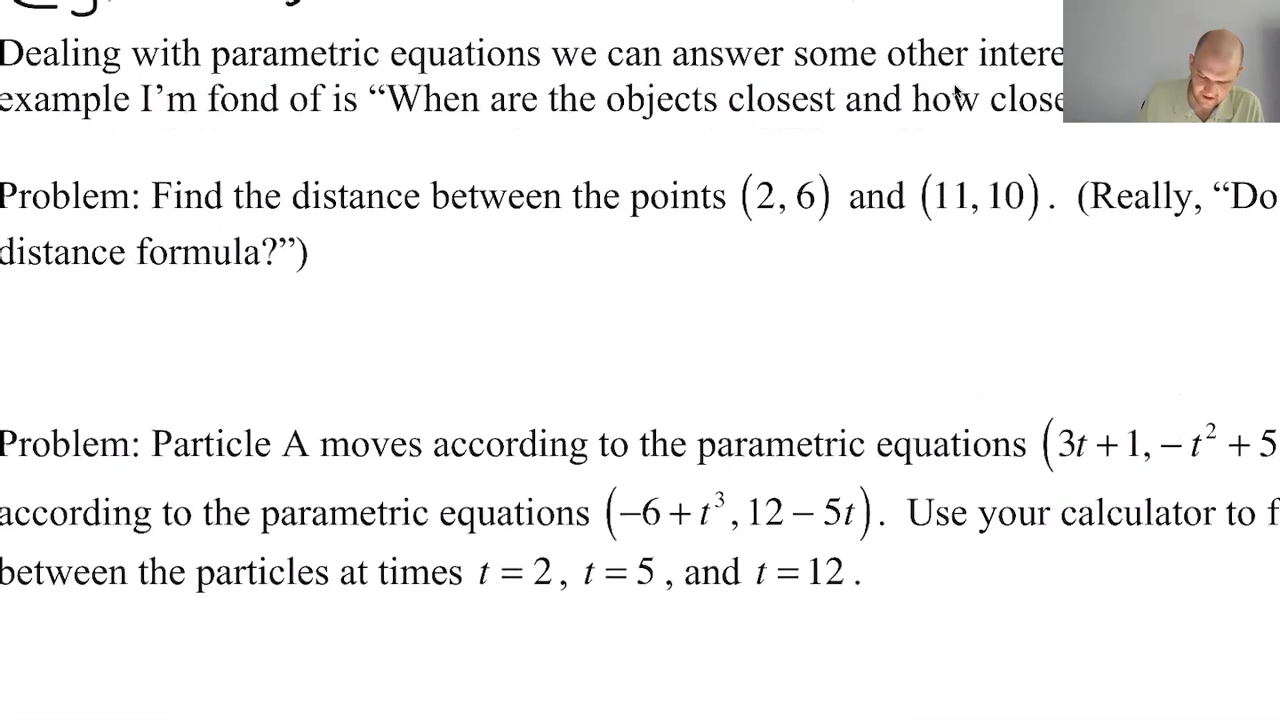 Dealing with parametric equations we can answer some other intere
example I'm fond of is “When are the objects closest and how close
Problem: Find the distance between the points (2, 6) and (11, 10). (Really, “Do
distance formula?”)
Problem: Particle A moves according to the parametric equations (3t + 1, − t² + 5
according to the parametric equations (−6 + t³, 12 − 5t). Use your calculator to f
between the particles at times t = 2, t = 5, and t = 12.